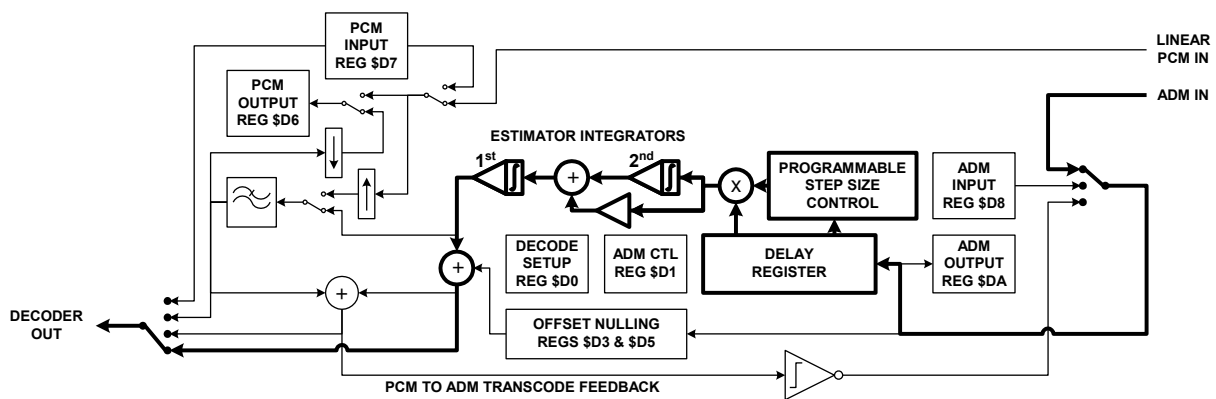 PCM
INPUT
REG $D7
LINEAR
PCM IN
PCM
OUTPUT
REG $D6
ADM IN
ESTIMATOR INTEGRATORS
1st
2nd
+
X
PROGRAMMABLE
STEP SIZE
CONTROL
ADM
INPUT
REG $D8
DECODE
SETUP
REG $D0
ADM CTL
REG $D1
DELAY
REGISTER
ADM
OUTPUT
REG $DA
+
+
DECODER
OUT
OFFSET NULLING
REGS $D3 & $D5
PCM TO ADM TRANSCODE FEEDBACK